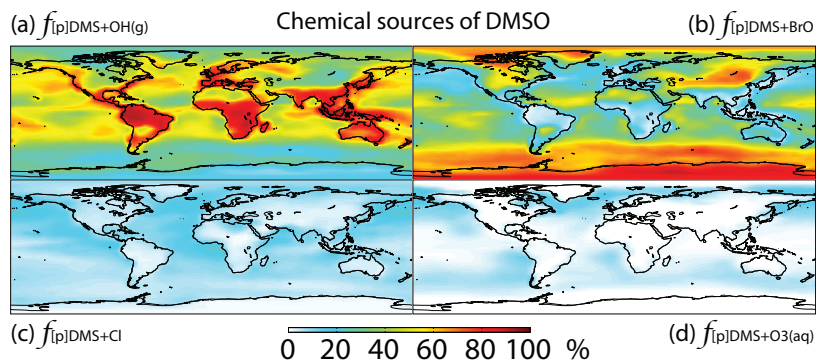 (a) f[p]DMS+OH(g) Chemical sources of DMSO (b) f[p]DMS+BrO
(c) f[p]DMS+Cl 0 20 40 60 80 100 % (d) f[p]DMS+O3(aq)